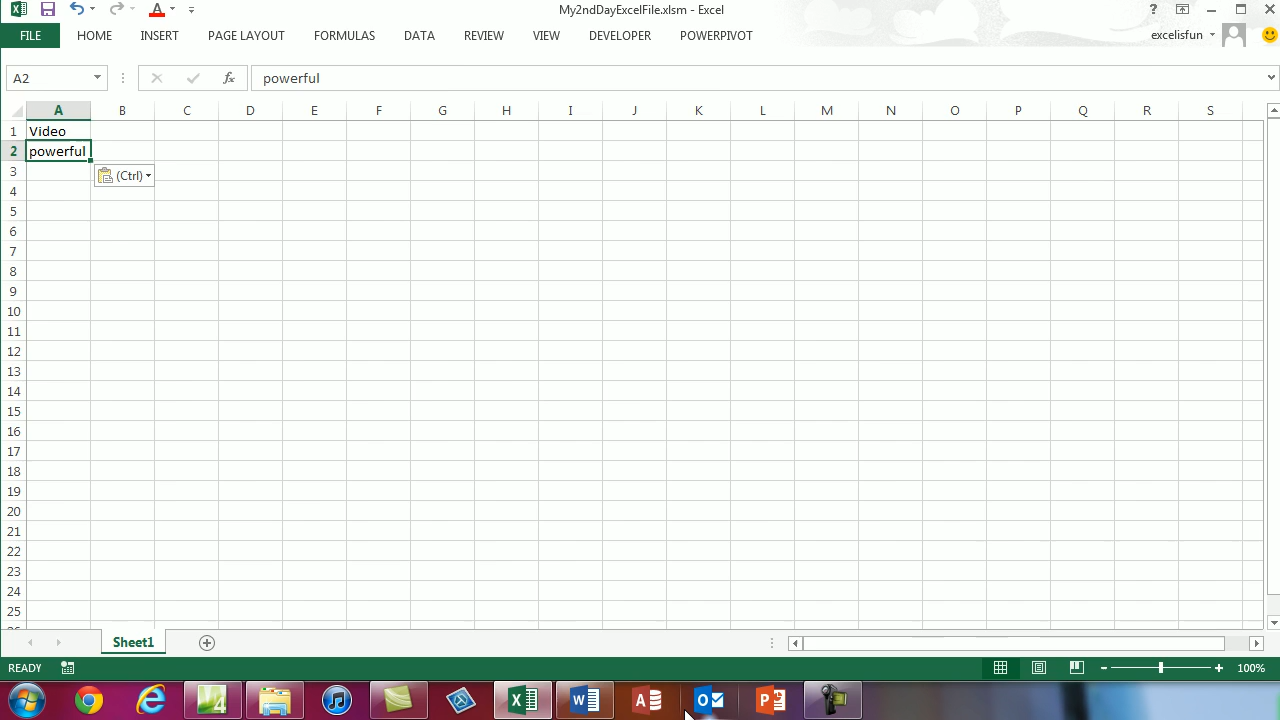 My2ndDayExcelFile.xlsm - Excel
?
FILE HOME INSERT PAGE LAYOUT FORMULAS DATA REVIEW VIEW DEVELOPER POWERPIVOT excelisfun
A2 fx powerful
A B C D E F G H I J K L M N O P Q R S
1 Video
2 powerful
3 (Ctrl)
4
5
6
7
8
9
10
11
12
13
14
15
16
17
18
19
20
21
22
23
24
25
Sheet1
READY 100%